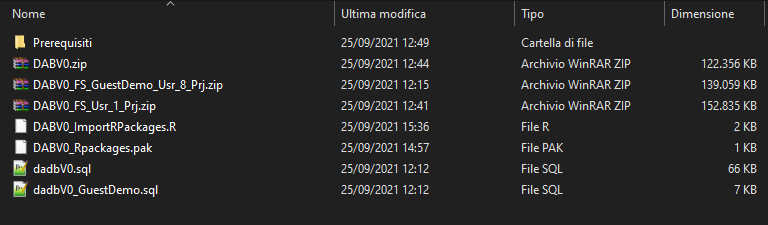 Nome Ultima modifica Tipo Dimensione
Prerequisiti 25/09/2021 12:49 Cartella di file
DABV0.zip 25/09/2021 12:44 Archivio WinRAR ZIP 122.356 KB
DABV0_FS_GuestDemo_Usr_8_Prj.zip 25/09/2021 12:15 Archivio WinRAR ZIP 139.059 KB
DABV0_FS_Usr_1_Prj.zip 25/09/2021 12:41 Archivio WinRAR ZIP 152.835 KB
DABV0_ImportRPackages.R 25/09/2021 15:36 File R 2 KB
DABV0_Rpackages.pak 25/09/2021 14:57 File PAK 1 KB
dadbV0.sql 25/09/2021 12:12 File SQL 66 KB
dadbV0_GuestDemo.sql 25/09/2021 12:12 File SQL 7 KB